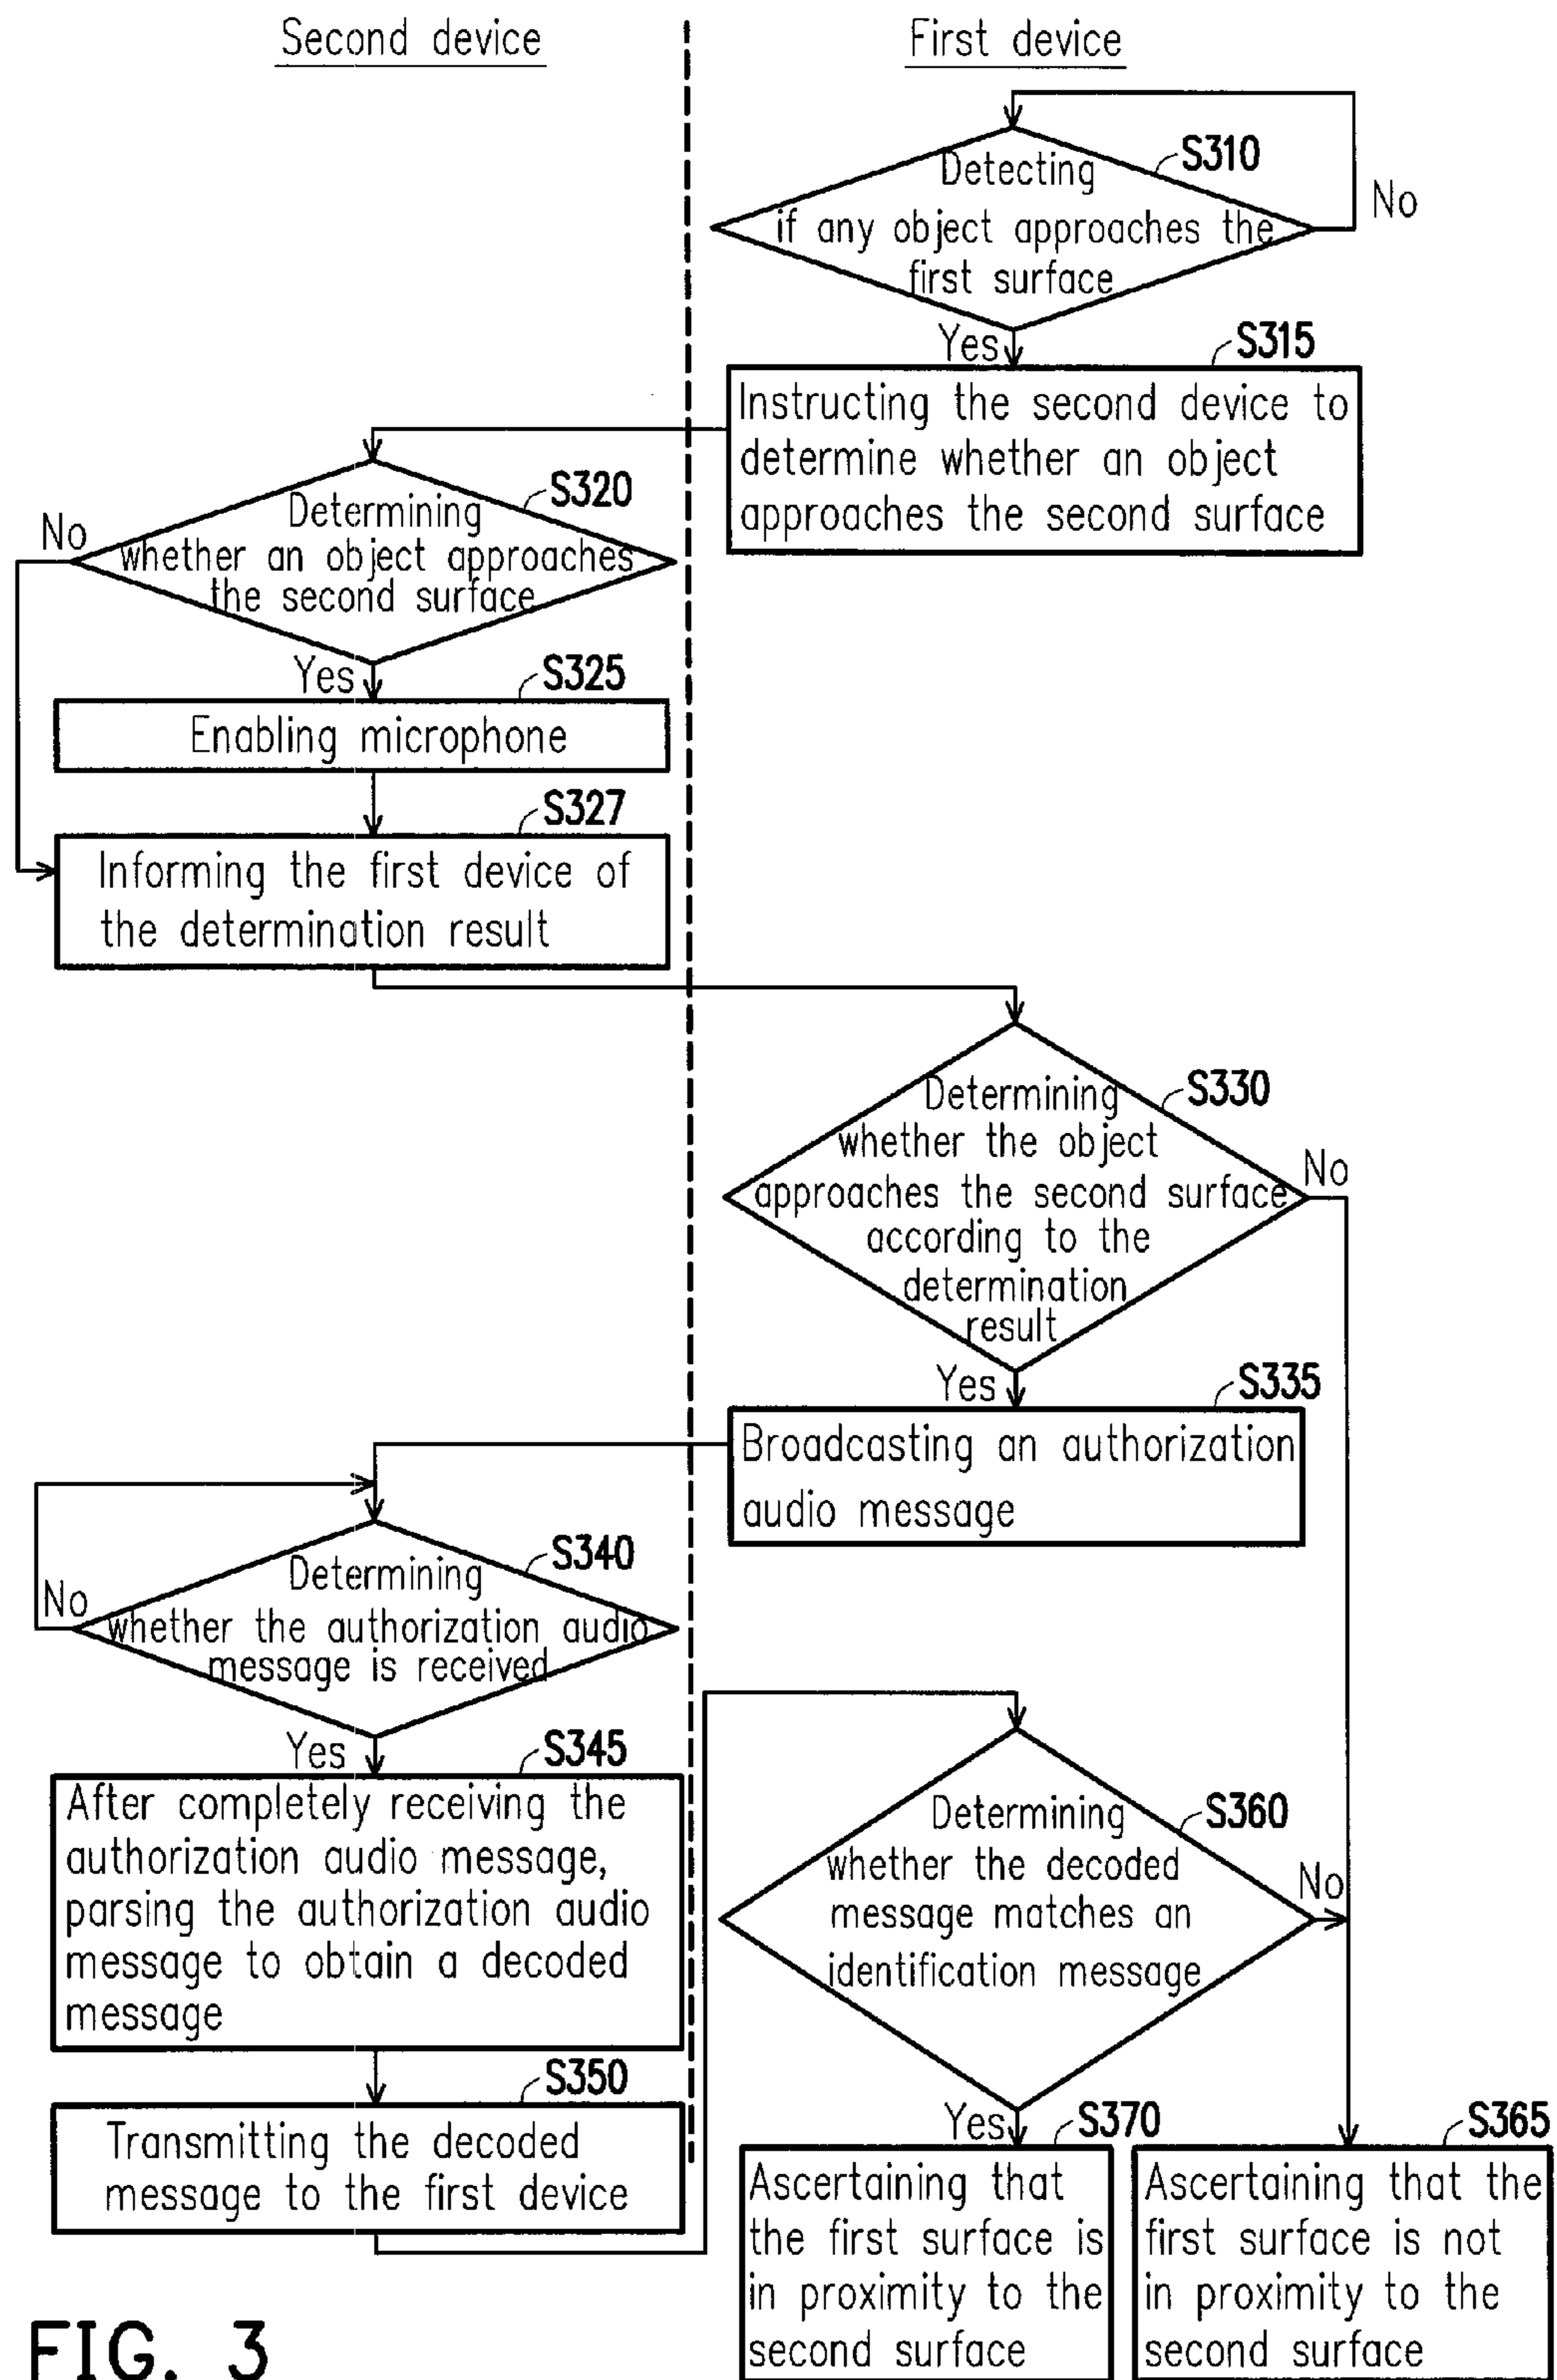 Second device
First device
S310
Detecting
if any object approaches the
first surface
No
Yes
S315
Instructing the second device to
determine whether an object
approaches the second surface
S320
Determining
whether an object approaches
the second surface
No
Yes
S325
Enabling microphone
S327
Informing the first device of
the determination result
S330
Determining
whether the object
approaches the second surface
according to the
determination
result
No
Yes
S335
Broadcasting an authorization
audio message
S340
Determining
whether the authorization audio
message is received
No
Yes
S345
After completely receiving the
authorization audio message,
parsing the authorization audio
message to obtain a decoded
message
S350
Transmitting the decoded
message to the first device
S360
Determining
whether the decoded
message matches an
identification message
No
Yes
S370
Ascertaining that
the first surface is
in proximity to the
second surface
S365
Ascertaining that the
first surface is not
in proximity to the
second surface
FIG. 3